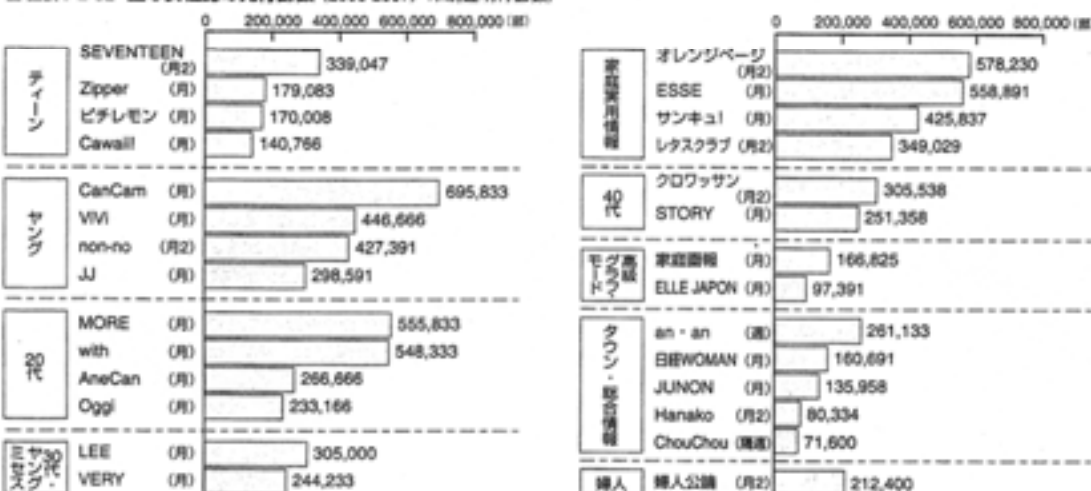 0 200,000 400,000 600,000 800,000(部)
ティーン
SEVENTEEN
(月2) 339,047
Zipper (月) 179,083
ピチレモン (月) 170,008
Cawaii! (月) 140,766
ヤング
CanCam (月) 695,833
ViVi (月) 446,666
non-no (月2) 427,391
JJ (月) 298,591
20代
MORE (月) 555,833
with (月) 548,333
AneCan (月) 266,666
Oggi (月) 233,166
30代
ヤング・
ミセス
LEE (月) 305,000
VERY (月) 244,233
0 200,000 400,000 600,000 800,000(部)
家庭実用情報
オレンジページ
(月2) 578,230
ESSE (月) 558,891
サンキュ! (月) 425,837
レタスクラブ (月2) 349,029
40代
クロワッサン
(月2) 305,538
STORY (月) 251,358
高級
グラフ・
モード
家庭画報 (月) 166,825
ELLE JAPON (月) 97,391
タウン・総合情報
an・an (週) 261,133
日経WOMAN (月) 160,691
JUNON (月) 135,958
Hanako (月2) 80,334
ChouChou (隔週) 71,600
婦人
婦人公論 (月2) 212,400